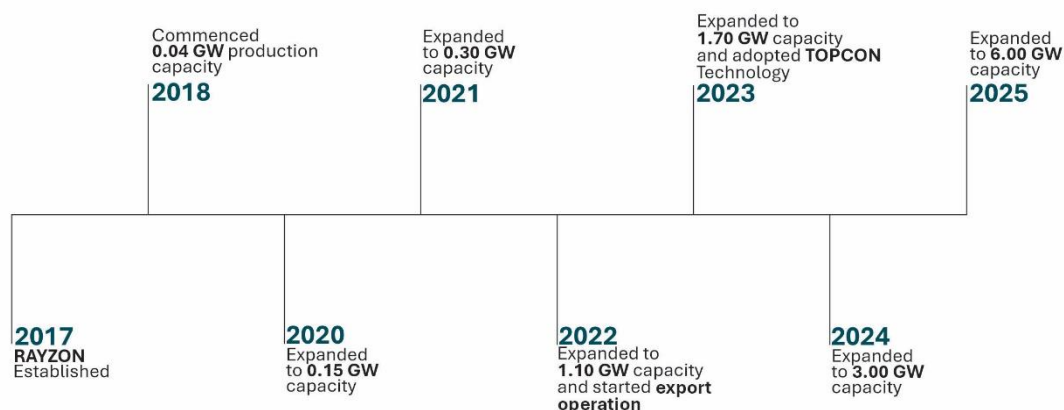 Commenced
0.04 GW production
capacity
2018
Expanded
to 0.30 GW
capacity
2021
Expanded to
1.70 GW capacity
and adopted TOPCON
Technology
2023
Expanded
to 6.00 GW
capacity
2025
2017
RAYZON
Established
2020
Expanded
to 0.15 GW
capacity
2022
Expanded to
1.10 GW capacity
and started export
operation
2024
Expanded
to 3.00 GW
capacity